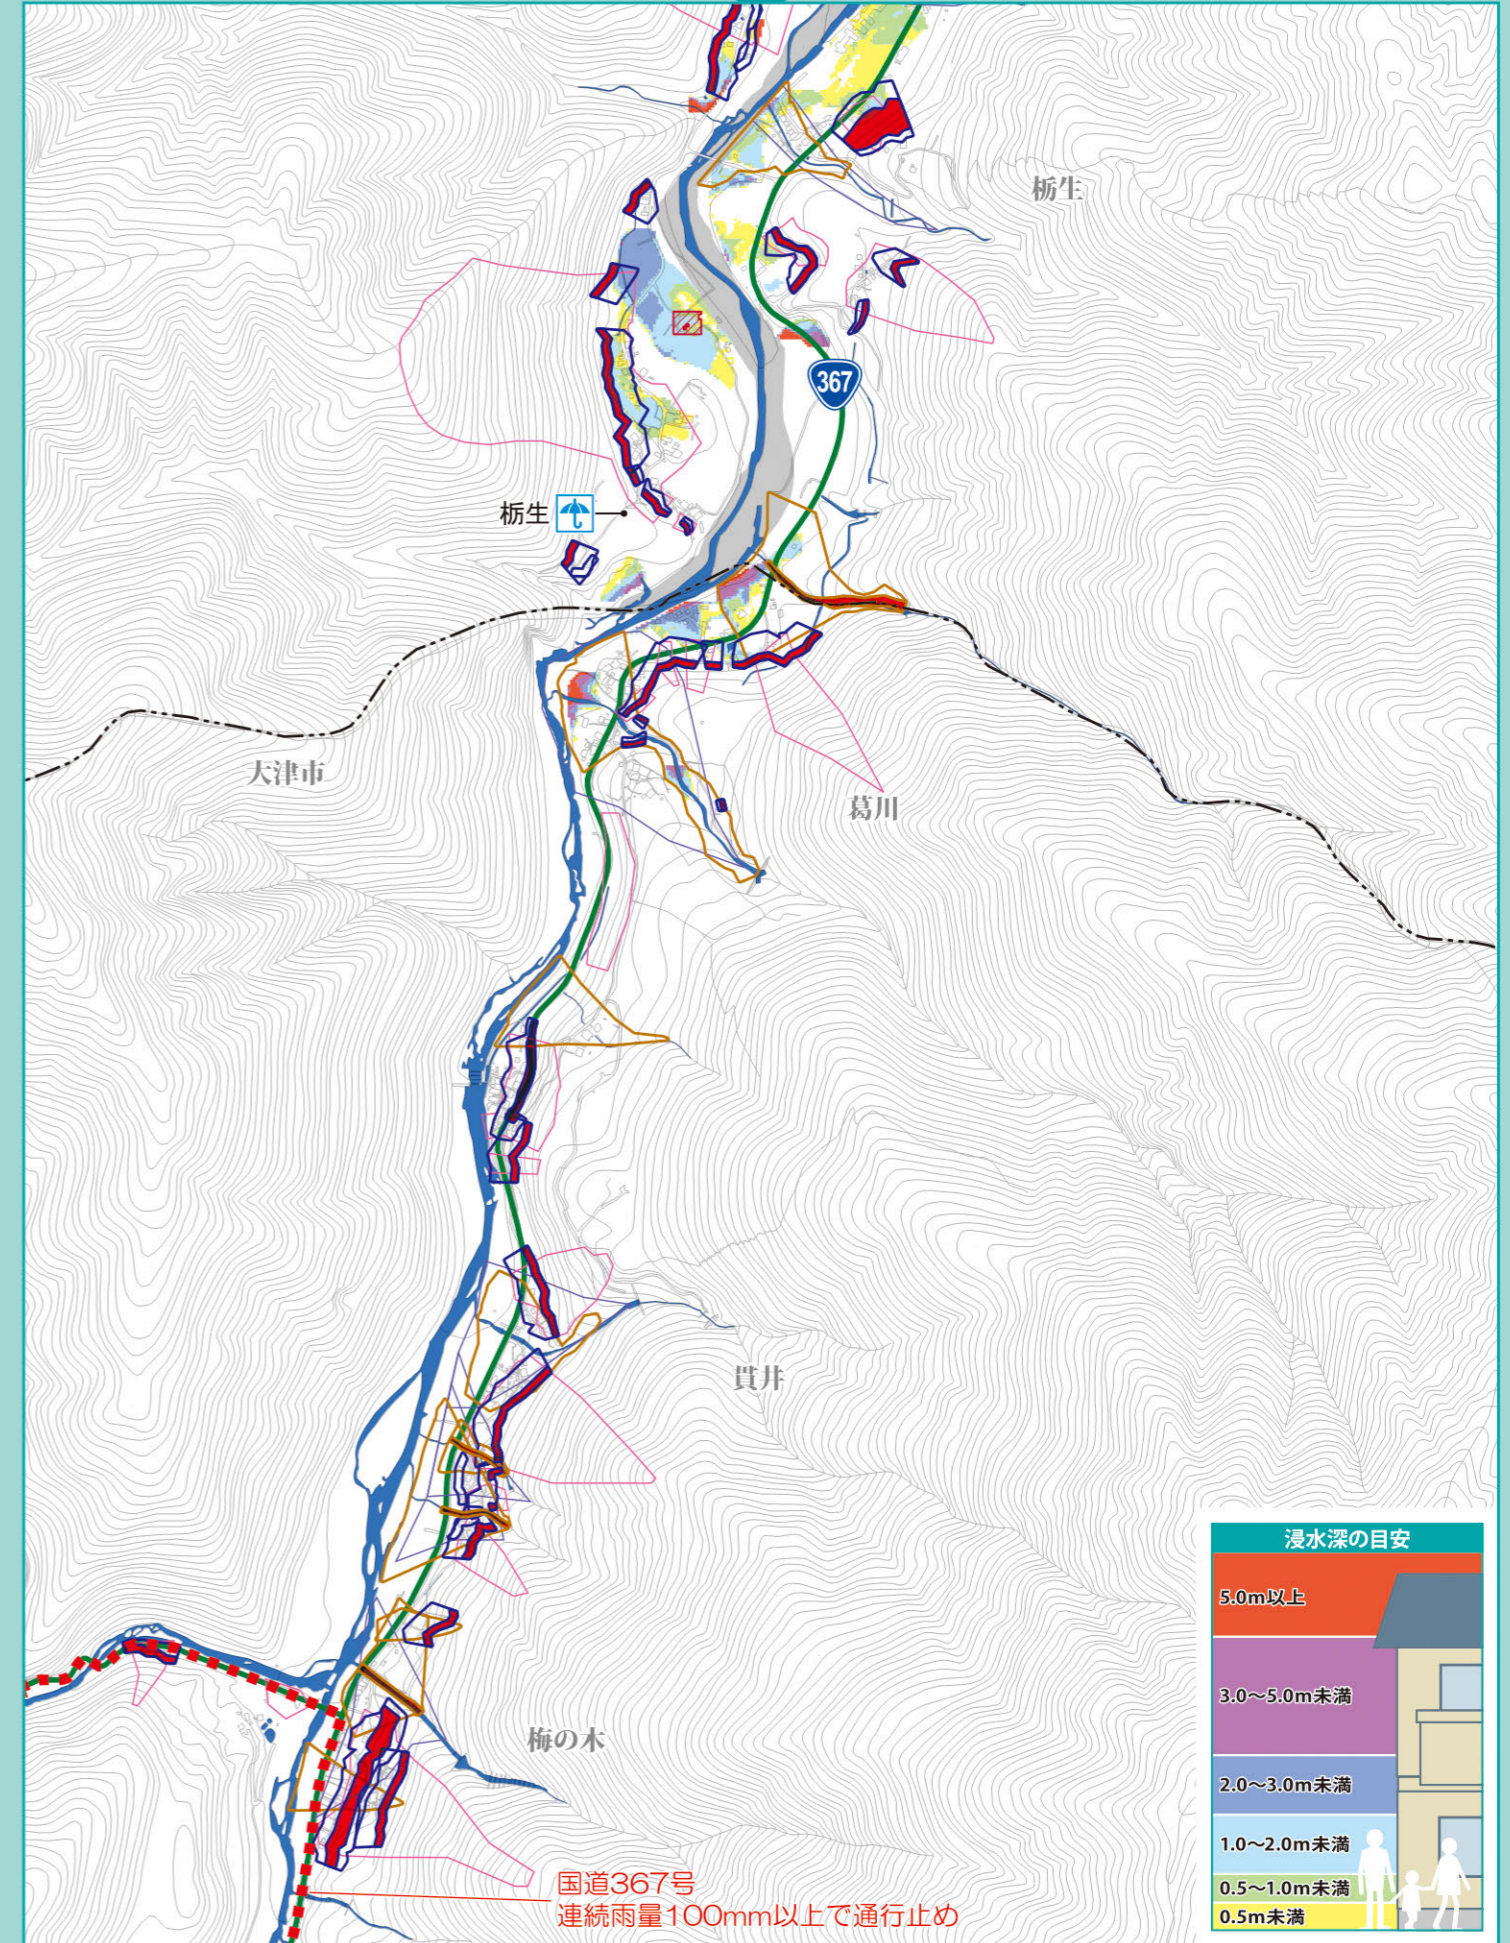 栃生
367
栃生
大津市
葛川
貫井
梅の木
国道367号
連続雨量100mm以上で通行止め
浸水深の目安
5.0m以上
3.0〜5.0m未満
2.0〜3.0m未満
1.0〜2.0m未満
0.5〜1.0m未満
0.5m未満